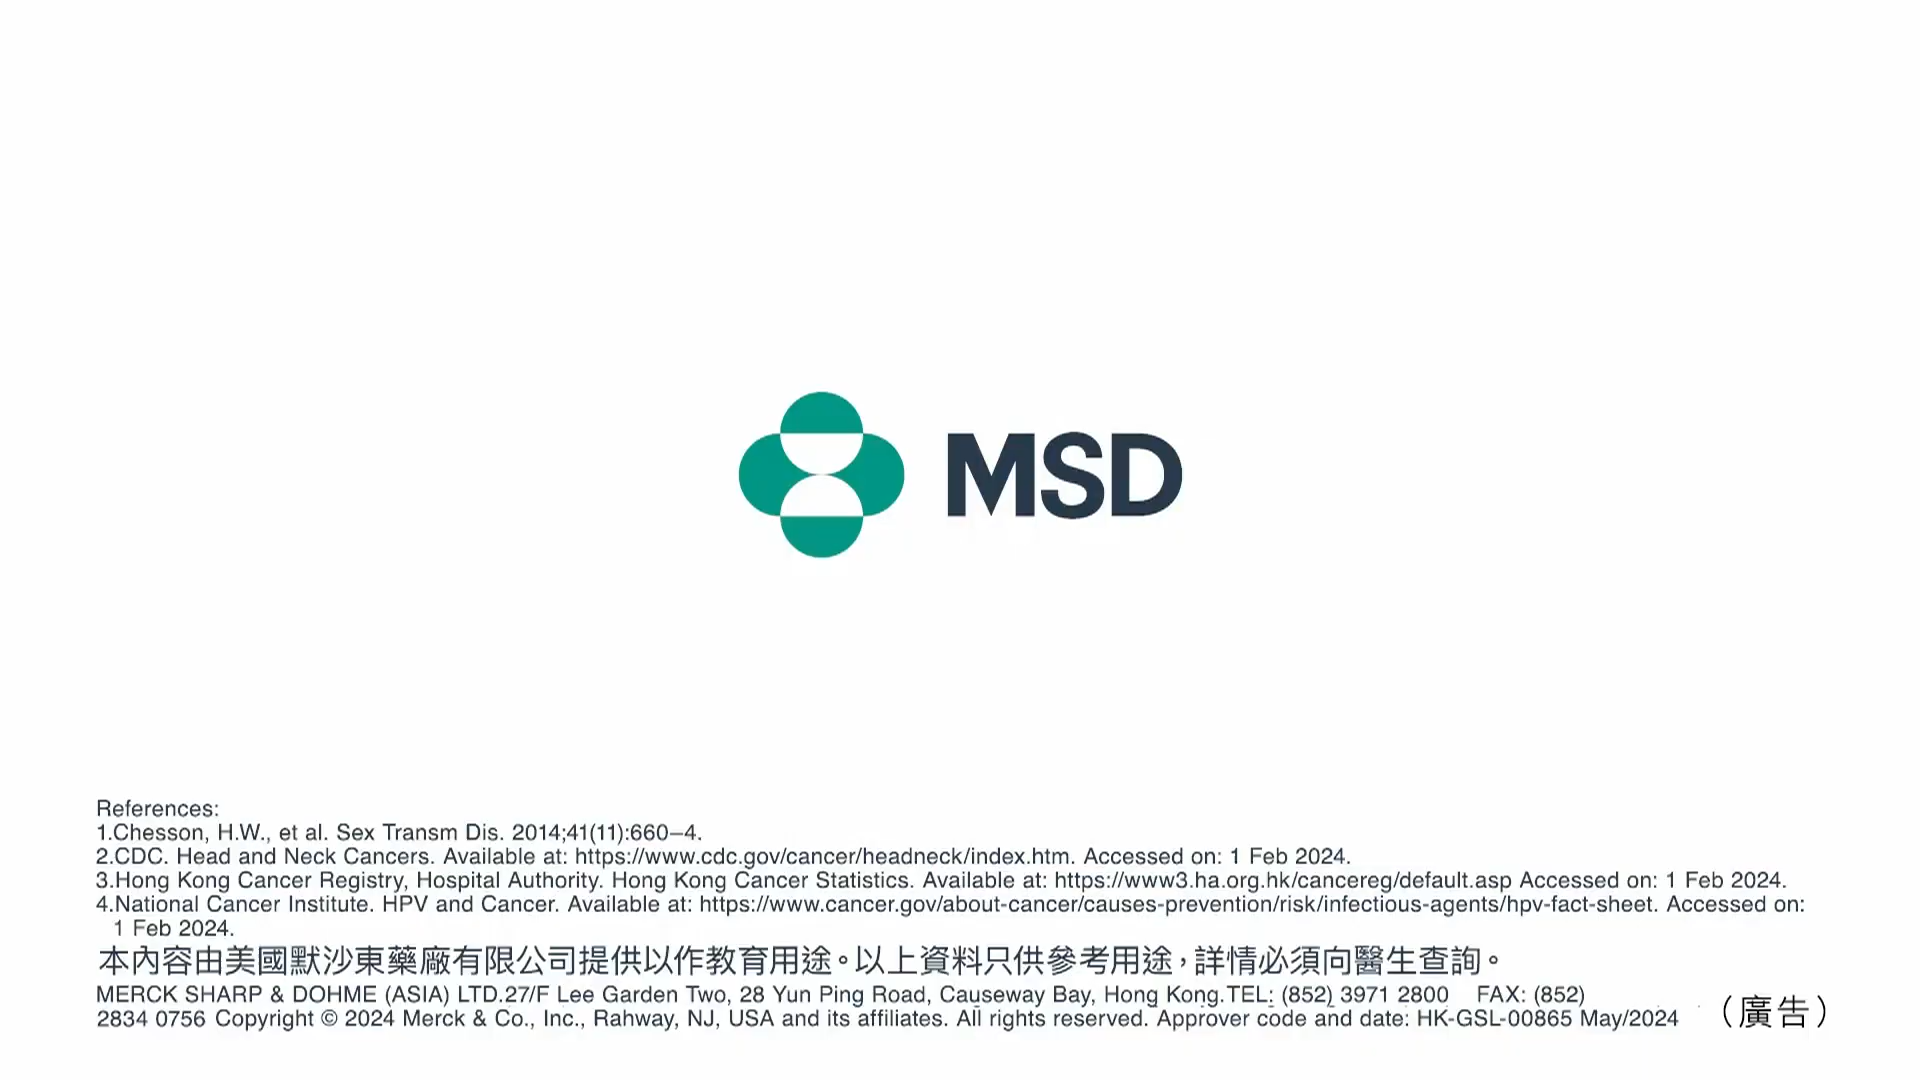 MSD
References:
1.Chesson, H.W., et al. Sex Transm Dis. 2014;41(11):660–4.
2.CDC. Head and Neck Cancers. Available at: https://www.cdc.gov/cancer/headneck/index.htm. Accessed on: 1 Feb 2024.
3.Hong Kong Cancer Registry, Hospital Authority. Hong Kong Cancer Statistics. Available at: https://www3.ha.org.hk/cancereg/default.asp Accessed on: 1 Feb 2024.
4.National Cancer Institute. HPV and Cancer. Available at: https://www.cancer.gov/about-cancer/causes-prevention/risk/infectious-agents/hpv-fact-sheet. Accessed on:
1 Feb 2024.
本內容由美國默沙東藥廠有限公司提供以作教育用途。以上資料只供參考用途，詳情必須向醫生查詢。
MERCK SHARP & DOHME (ASIA) LTD.27/F Lee Garden Two, 28 Yun Ping Road, Causeway Bay, Hong Kong.TEL: (852) 3971 2800 FAX: (852)
2834 0756 Copyright © 2024 Merck & Co., Inc., Rahway, NJ, USA and its affiliates. All rights reserved. Approver code and date: HK-GSL-00865 May/2024
（廣告）